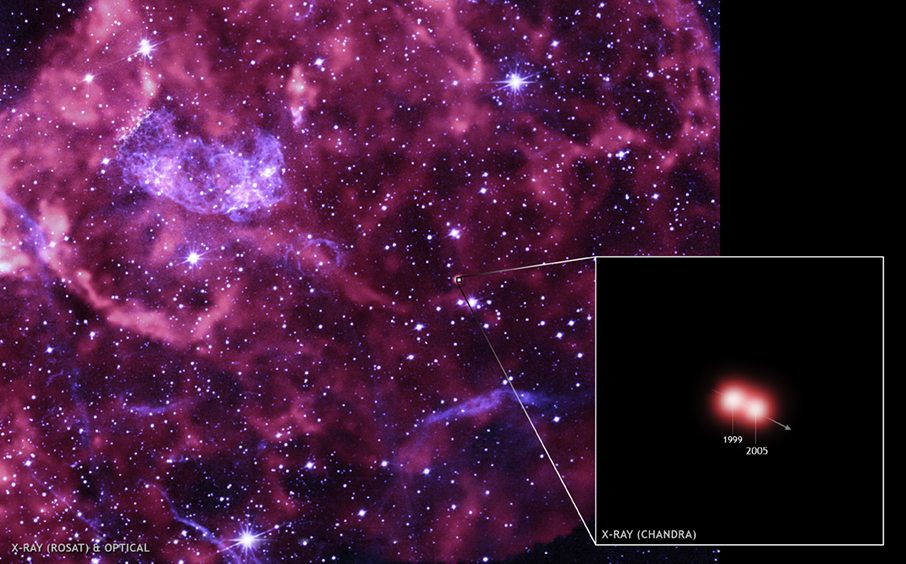 1999
2005
X-RAY (ROSAT) & OPTICAL
X-RAY (CHANDRA)